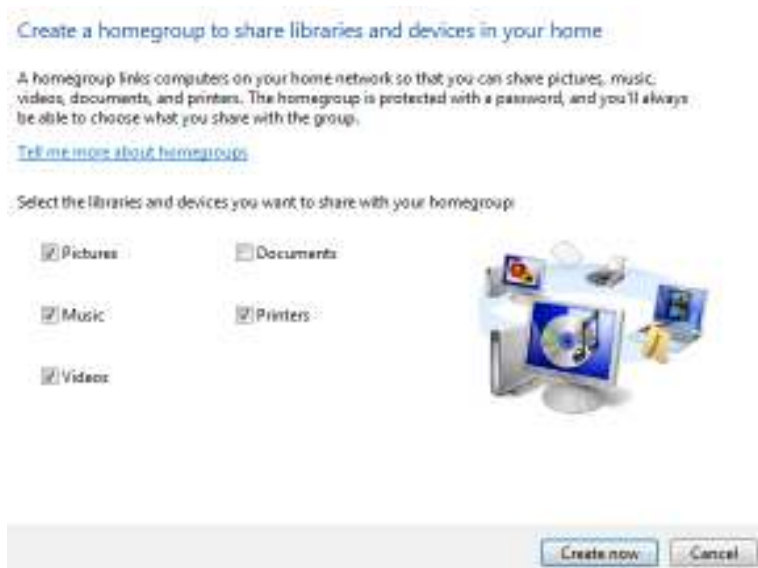 Create a homegroup to share libraries and devices in your home
A homegroup links computers on your home network so that you can share pictures, music,
videos, documents, and printers. The homegroup is protected with a password, and you'll always
be able to choose what you share with the group.
Tell me more about homegroups
Select the libraries and devices you want to share with your homegroup:
Pictures Documents
Music Printers
Videos
Create now Cancel